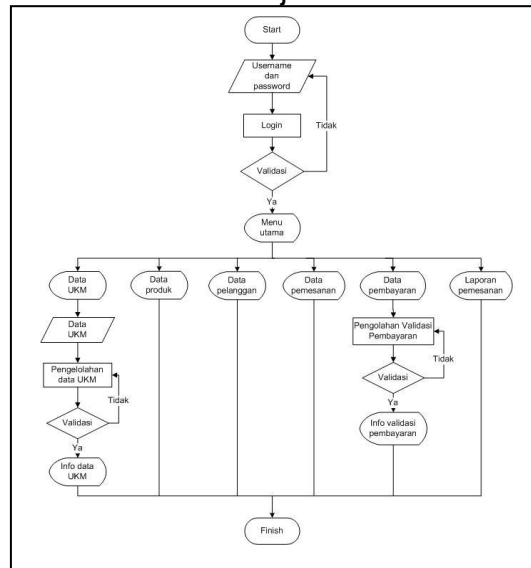 Start
Username
dan
password
Login
Tidak
Validasi
Ya
Menu
utama
Data
UKM
Data
produk
Data
pelanggan
Data
pemesanan
Data
pembayaran
Laporan
pemesanan
Data
UKM
Pengolahan Validasi
Pembayaran
Tidak
Pengelolahan
data UKM
Validasi
Tidak
Ya
Validasi
Info validasi
pembayaran
Ya
Info data
UKM
Finish